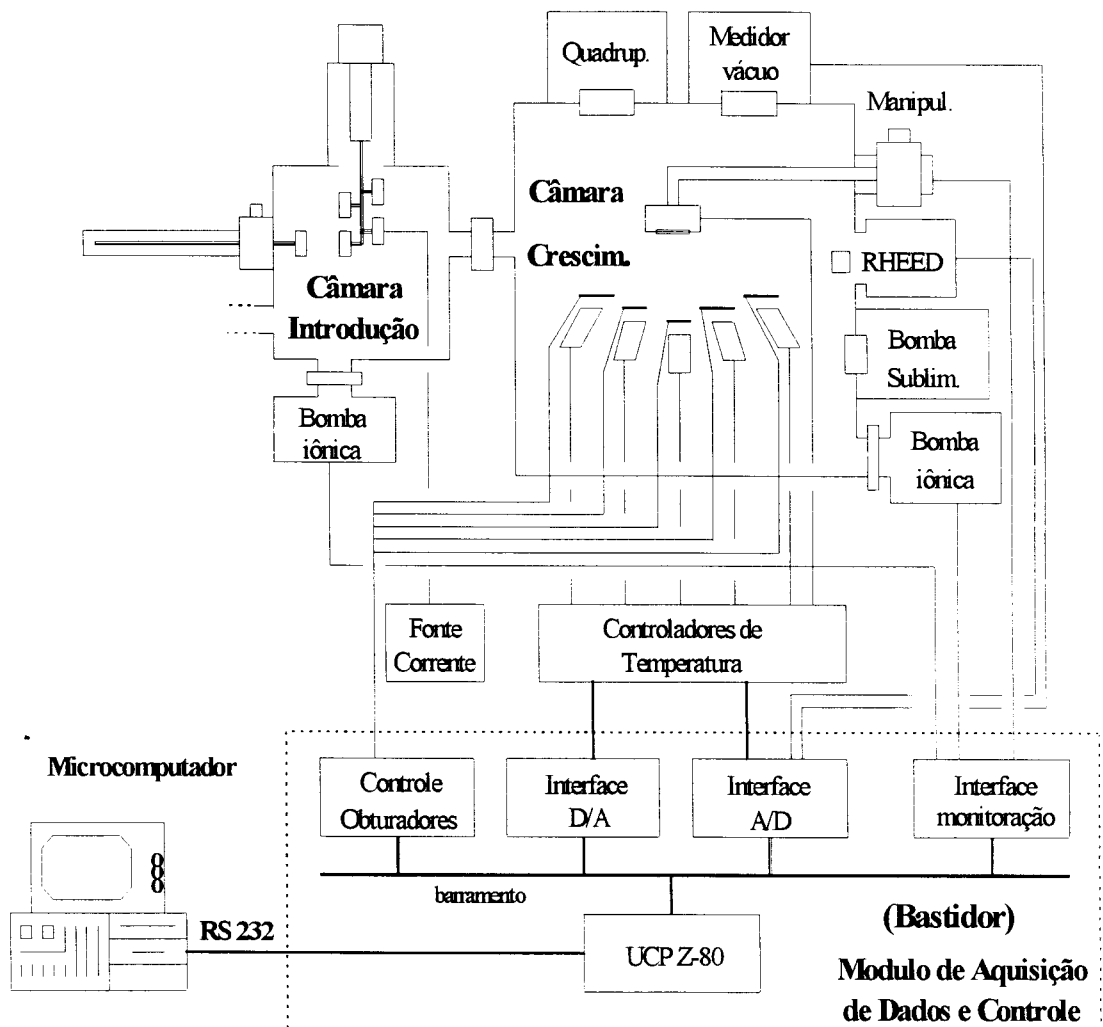 Quadrup.
Medidor
vácuo
Manipul.
Câmara
Crescim.
RHEED
Câmara
Introdução
Bomba
Sublim.
Bomba
iônica
Bomba
iônica
Fonte
Corrente
Controladores de
Temperatura
Microcomputador
Controle
Obturadores
Interface
D/A
Interface
A/D
Interface
monitoração
barramento
(Bastidor)
RS 232
UCP Z-80
Modulo de Aquisição
de Dados e Controle